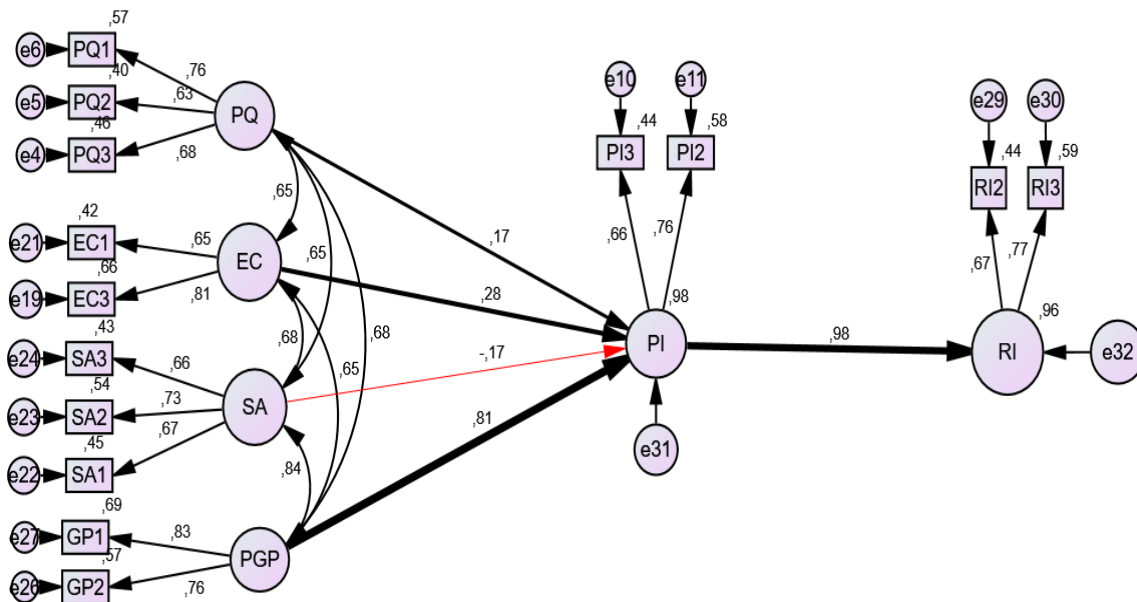 ,57
e6 PQ1
,76
,40
e5 PQ2
,63
,46
e4 PQ3
,68
PQ
,42
e21 EC1
,65
,66
e19 EC3
,81
EC
,43
e24 SA3
,66
,54
e23 SA2
,73
,45
e22 SA1
,67
SA
,69
e27 GP1
,83
,57
e26 GP2
,76
PGP
,65
,65
,68
,68
,65
,84
,17
,28
-,17
,81
e10 e11
,44 ,58
PI3 PI2
,66 ,76
,98
PI
e31
,98
e29 e30
,44 ,59
RI2 RI3
,67 ,77
,96
RI
e32